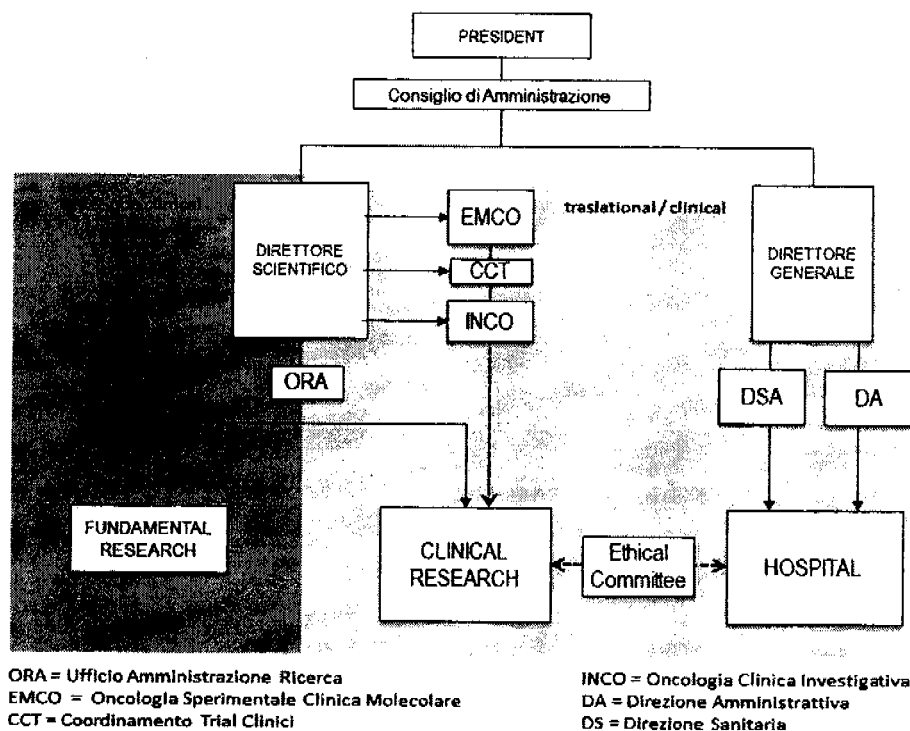 PRESIDENT
Consiglio di Amministrazione
DIRETTORE
SCIENTIFICO
EMCO
CCT
INCO
traslational / clinical
DIRETTORE
GENERALE
ORA
DSA
DA
FUNDAMENTAL
RESEARCH
CLINICAL
RESEARCH
Ethical
Committee
HOSPITAL
ORA = Ufficio Amministrazione Ricerca
EMCO = Oncologia Sperimentale Clinica Molecolare
CCT = Coordinamento Trial Clinici
INCO = Oncologia Clinica Investigativa
DA = Direzione Amministrattiva
DS = Direzione Sanitaria